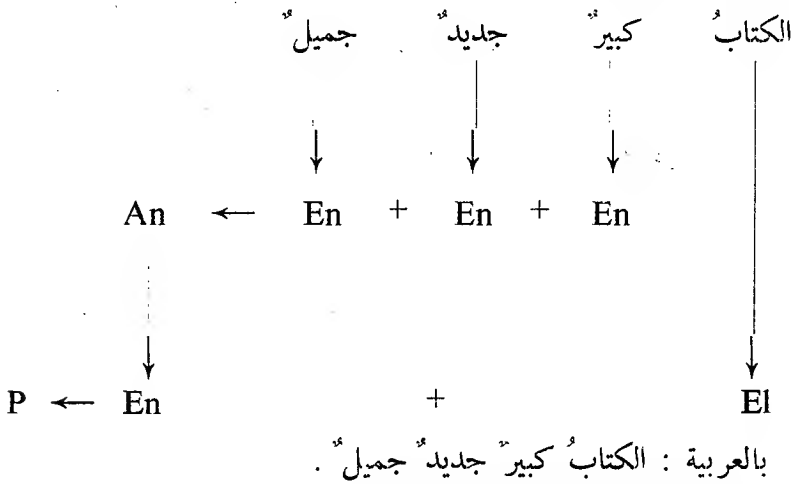 الكتابُ كبيرٌ جديدٌ جميلٌ
En + En + En ← An
El + En ← P
بالعربية : الكتابُ كبيرٌ جديدٌ جميلٌ .